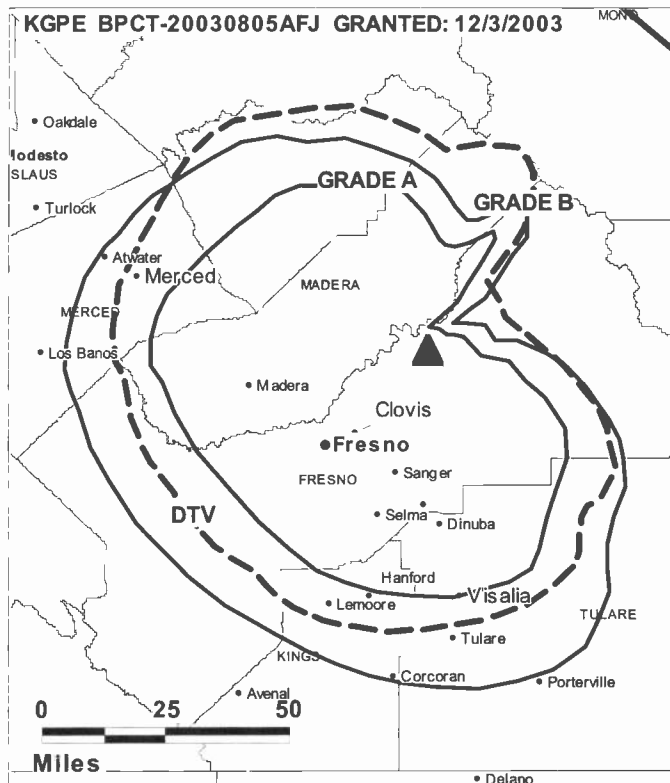 KGPE BPCT-20030805AFJ GRANTED: 12/3/2003
MONO
Oakdale
Modesto
SLAUS
GRADE A
GRADE B
Turlock
Atwater
Merced
MADERA
MERCED
Los Banos
Madera
Clovis
Fresno
Sanger
FRESNO
DTV
Selma
Dinuba
Hanford
Lemoore
Visalia
TULARE
Tulare
KINGS
Corcoran
Porterville
Avenal
0 25 50
Miles
Delano